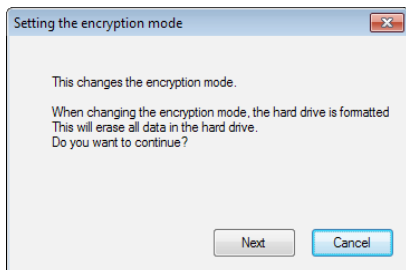 Setting the encryption mode
This changes the encryption mode.
When changing the encryption mode, the hard drive is formatted
This will erase all data in the hard drive.
Do you want to continue?
Next
Cancel